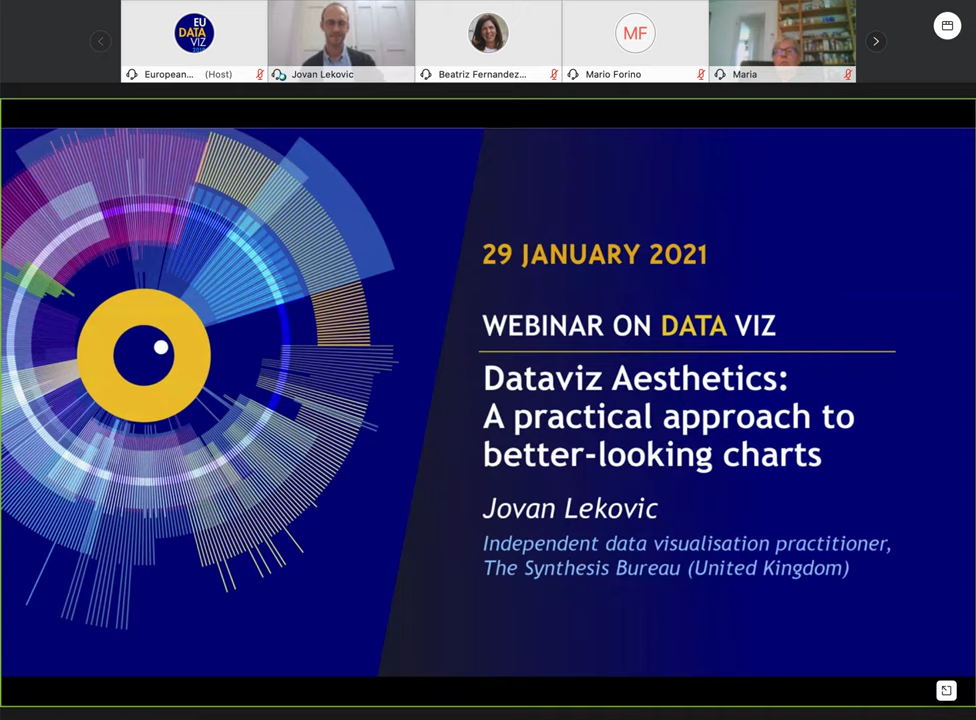 EU
DATA
VIZ
European... (Host)
Jovan Lekovic
Beatriz Fernandez...
MF
Mario Forino
Maria
29 JANUARY 2021
WEBINAR ON DATA VIZ
Dataviz Aesthetics:
A practical approach to
better-looking charts
Jovan Lekovic
Independent data visualisation practitioner,
The Synthesis Bureau (United Kingdom)